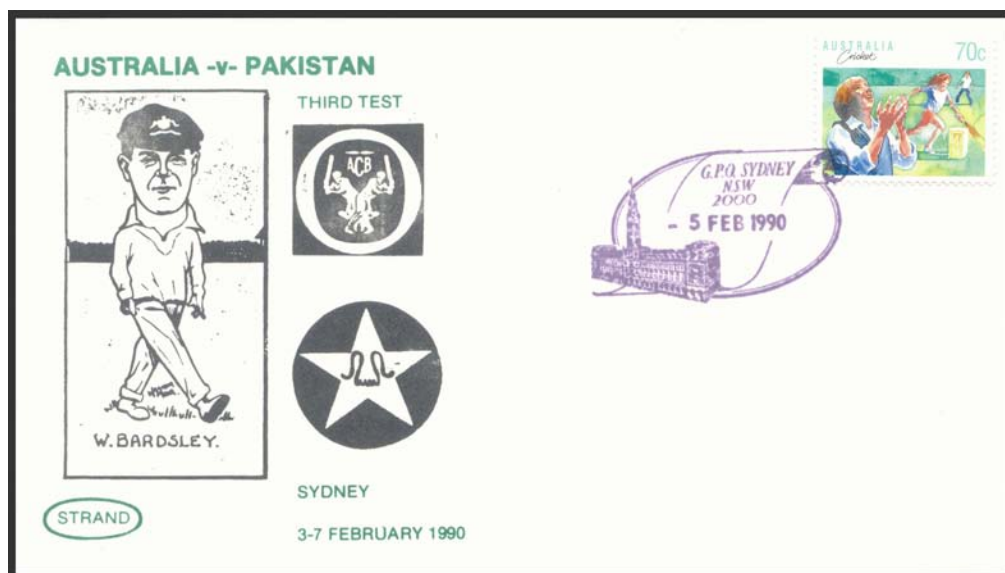 AUSTRALIA -v- PAKISTAN
THIRD TEST
ACB
W. BARDSLEY.
STRAND
SYDNEY
3-7 FEBRUARY 1990
AUSTRALIA
Cricket
70c
G.P.O. SYDNEY
NSW
2000
- 5 FEB 1990